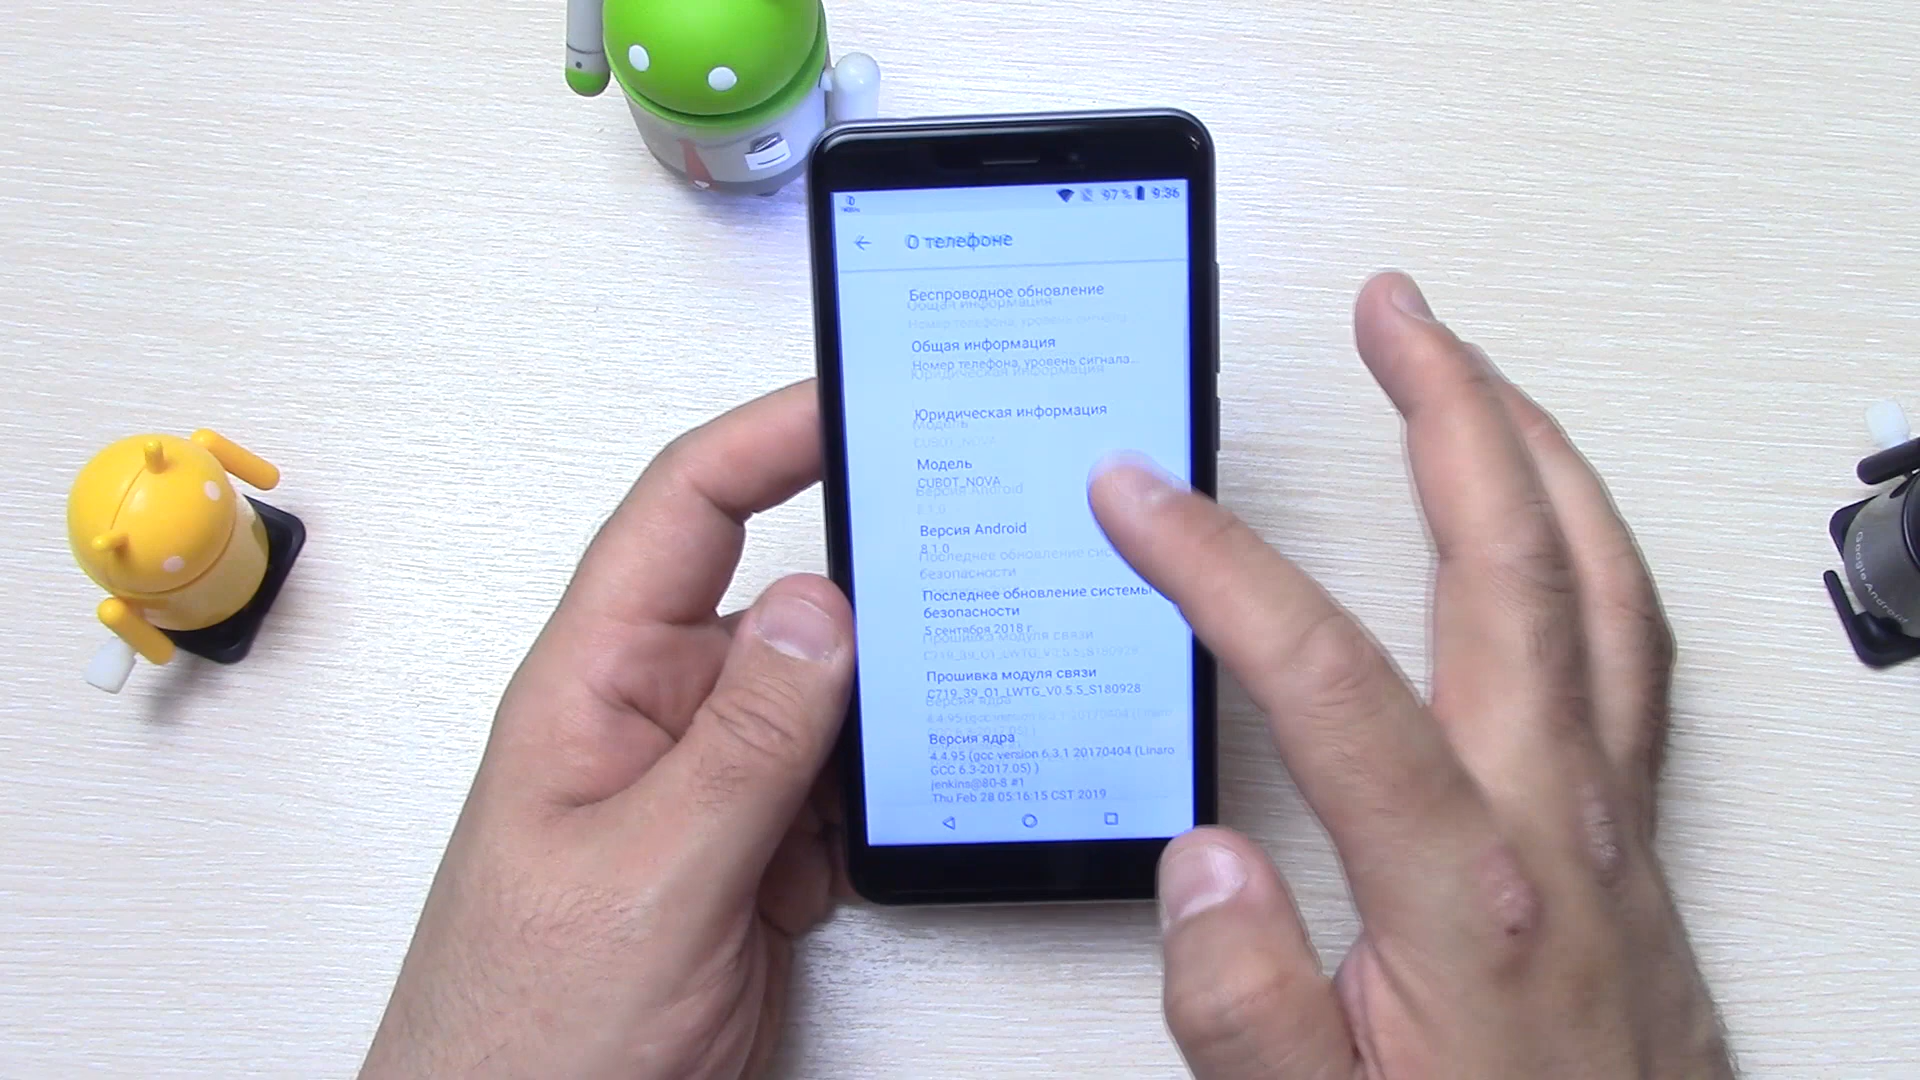 97 % 9:36
О телефоне
Беспроводное обновление
Общая информация
Номер телефона, уровень сигнала...
Юридическая информация
Модель
CUBOT_NOVA
Версия Android
8.1.0
Последнее обновление системы
безопасности
5 сентября 2018 г.
Прошивка модуля связи
C719_39_01_LWTG_V0.5.5_S180928
Версия ядра
4.4.95 (gcc version 6.3.1 20170404 (Linaro
GCC 6.3-2017.05) )
jenkins@80-8 #1
Thu Feb 28 05:16:15 CST 2019
Google Android